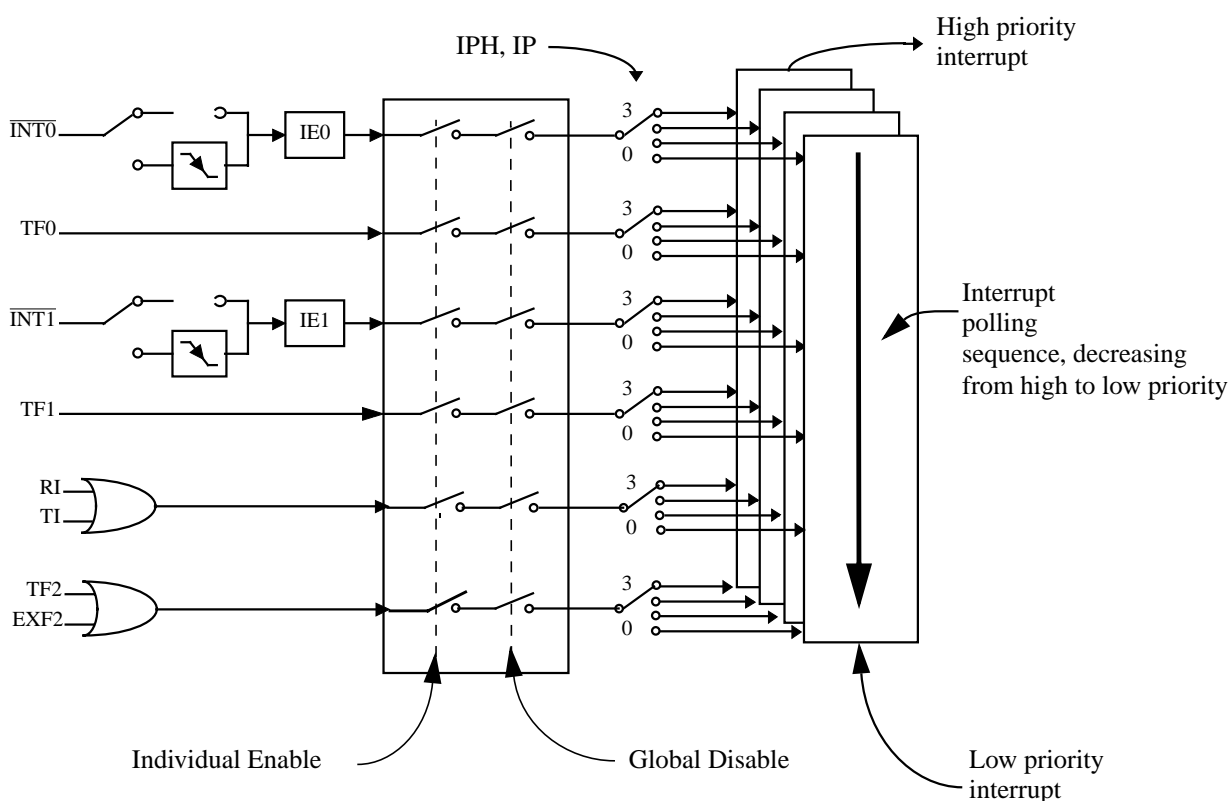 High priority
interrupt
IPH, IP
INT0
IE0
3
0
TF0
3
0
INT1
IE1
3
0
Interrupt
polling
sequence, decreasing
from high to low priority
TF1
3
0
RI
TI
3
0
TF2
EXF2
3
0
Individual Enable
Global Disable
Low priority
interrupt